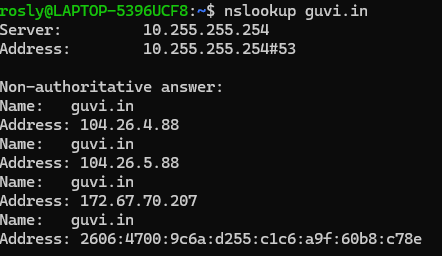 rosly@LAPTOP-5396UCF8:~$ nslookup guvi.in
Server:         10.255.255.254
Address:        10.255.255.254#53

Non-authoritative answer:
Name:   guvi.in
Address: 104.26.4.88
Name:   guvi.in
Address: 104.26.5.88
Name:   guvi.in
Address: 172.67.70.207
Name:   guvi.in
Address: 2606:4700:9c6a:d255:c1c6:a9f:60b8:c78e